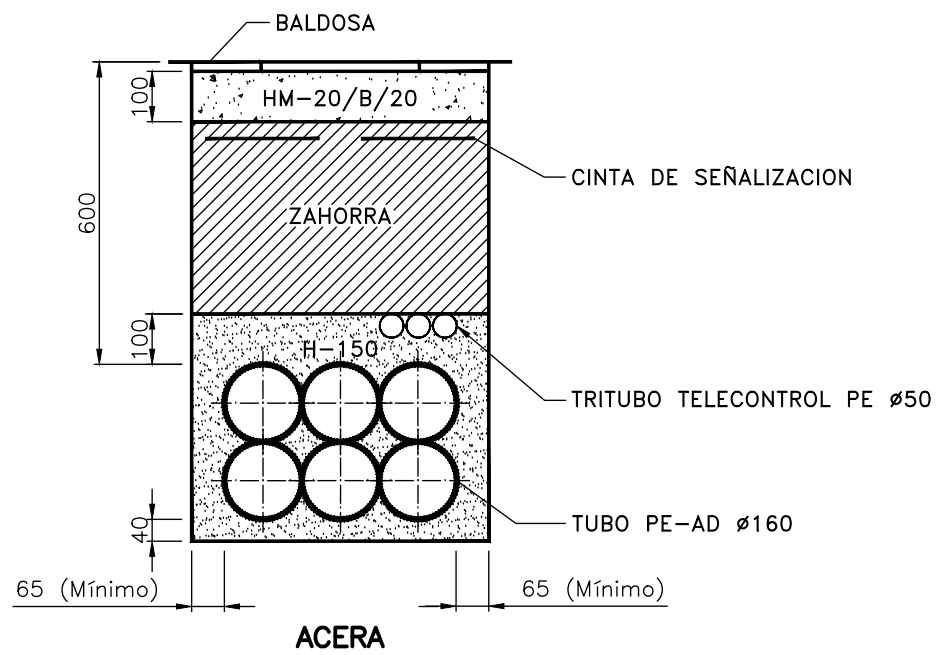 BALDOSA
100
HM-20/B/20
CINTA DE SEÑALIZACION
600
ZAHORRA
100
H-150
TRITUBO TELECONTROL PE ø50
40
TUBO PE-AD ø160
65 (Mínimo)
65 (Mínimo)
ACERA